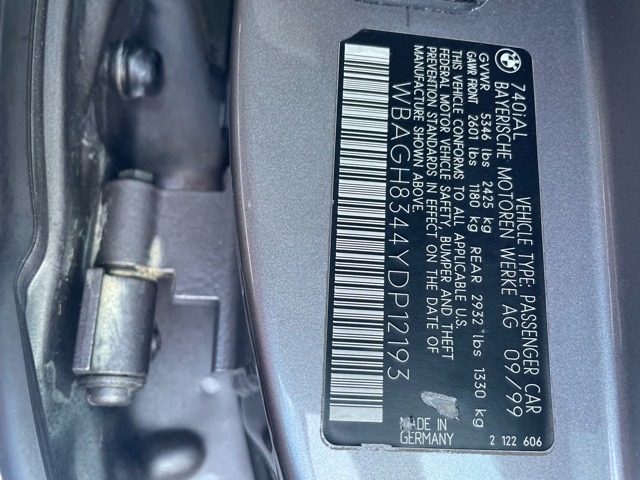 740iAL VEHICLE TYPE: PASSENGER CAR
BAYERISCHE MOTOREN WERKE AG 09/99
GVWR 5346 lbs 2425 kg
GAWR FRONT 2601 lbs 1180 kg REAR 2932 lbs 1330 kg
THIS VEHICLE CONFORMS TO ALL APPLICABLE U.S.
FEDERAL MOTOR VEHICLE SAFETY, BUMPER AND THEFT
PREVENTION STANDARDS IN EFFECT ON THE DATE OF
MANUFACTURE SHOWN ABOVE.
WBAGH8344YDP12193
MADE IN
GERMANY
2 122 606